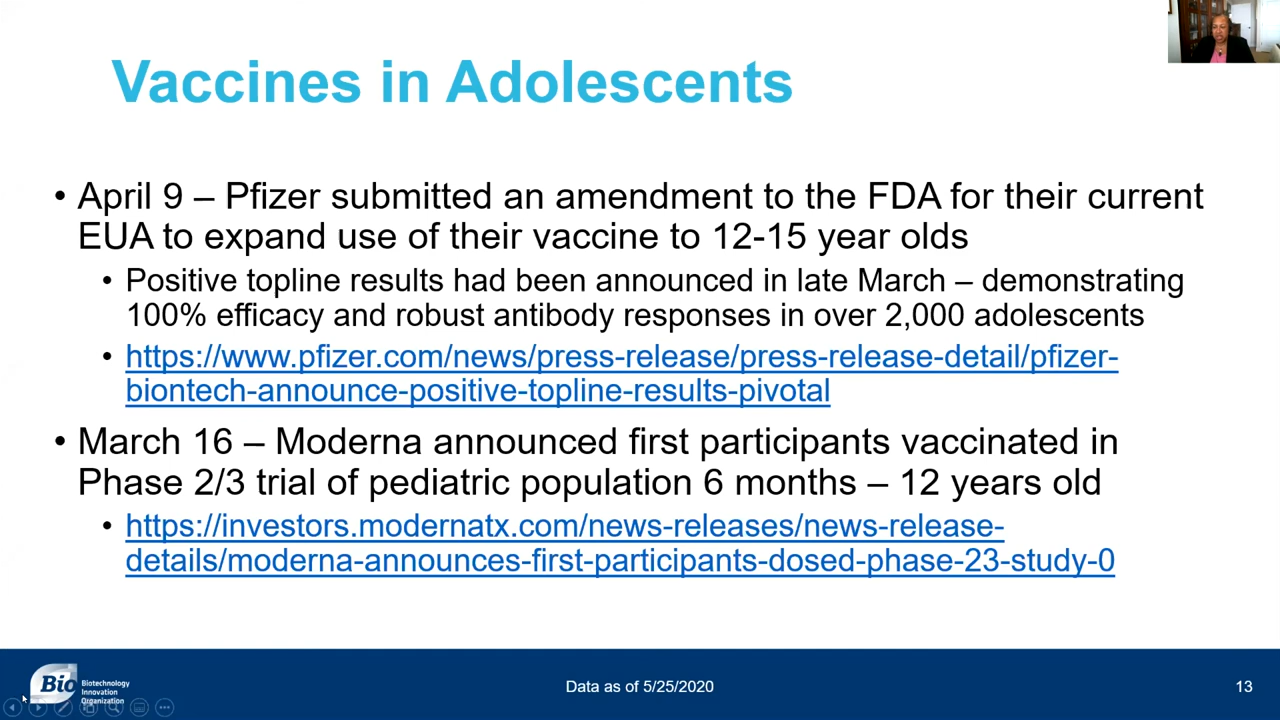 Vaccines in Adolescents
• April 9 – Pfizer submitted an amendment to the FDA for their current
EUA to expand use of their vaccine to 12-15 year olds
• Positive topline results had been announced in late March – demonstrating
100% efficacy and robust antibody responses in over 2,000 adolescents
• https://www.pfizer.com/news/press-release/press-release-detail/pfizer-
biontech-announce-positive-topline-results-pivotal
• March 16 – Moderna announced first participants vaccinated in
Phase 2/3 trial of pediatric population 6 months – 12 years old
• https://investors.modernatx.com/news-releases/news-release-
details/moderna-announces-first-participants-dosed-phase-23-study-0
Bio
Biotechnology
Innovation
Organization
Data as of 5/25/2020
13